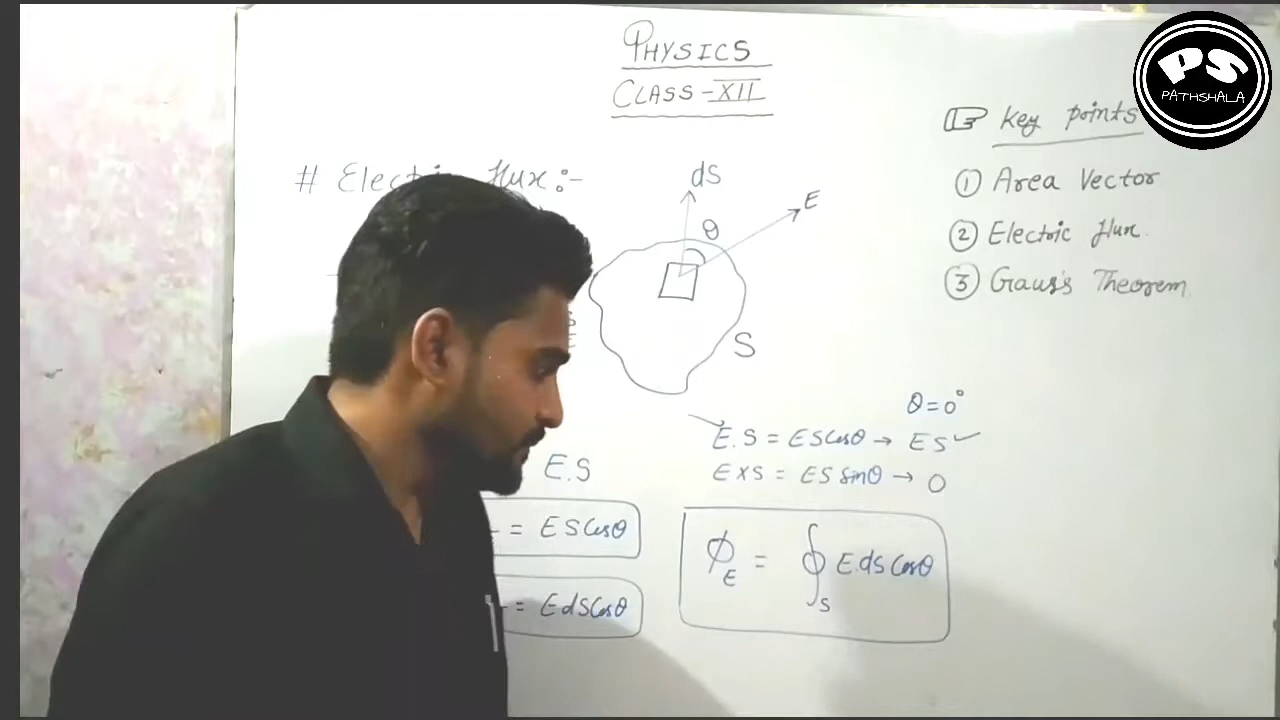 PHYSICS
CLASS-XII
PS
PATHSHALA
Key points
① Area Vector
② Electric flux
③ Gauss's Theorem
# Electric flux :-
dS
E
θ
S
θ=0°
E.S = ES Cosθ → ES ✓
E×S = ES sinθ → 0
E.S
= ES Cosθ
= EdS Cosθ
ϕ_E = ∮_S E.dS Cosθ